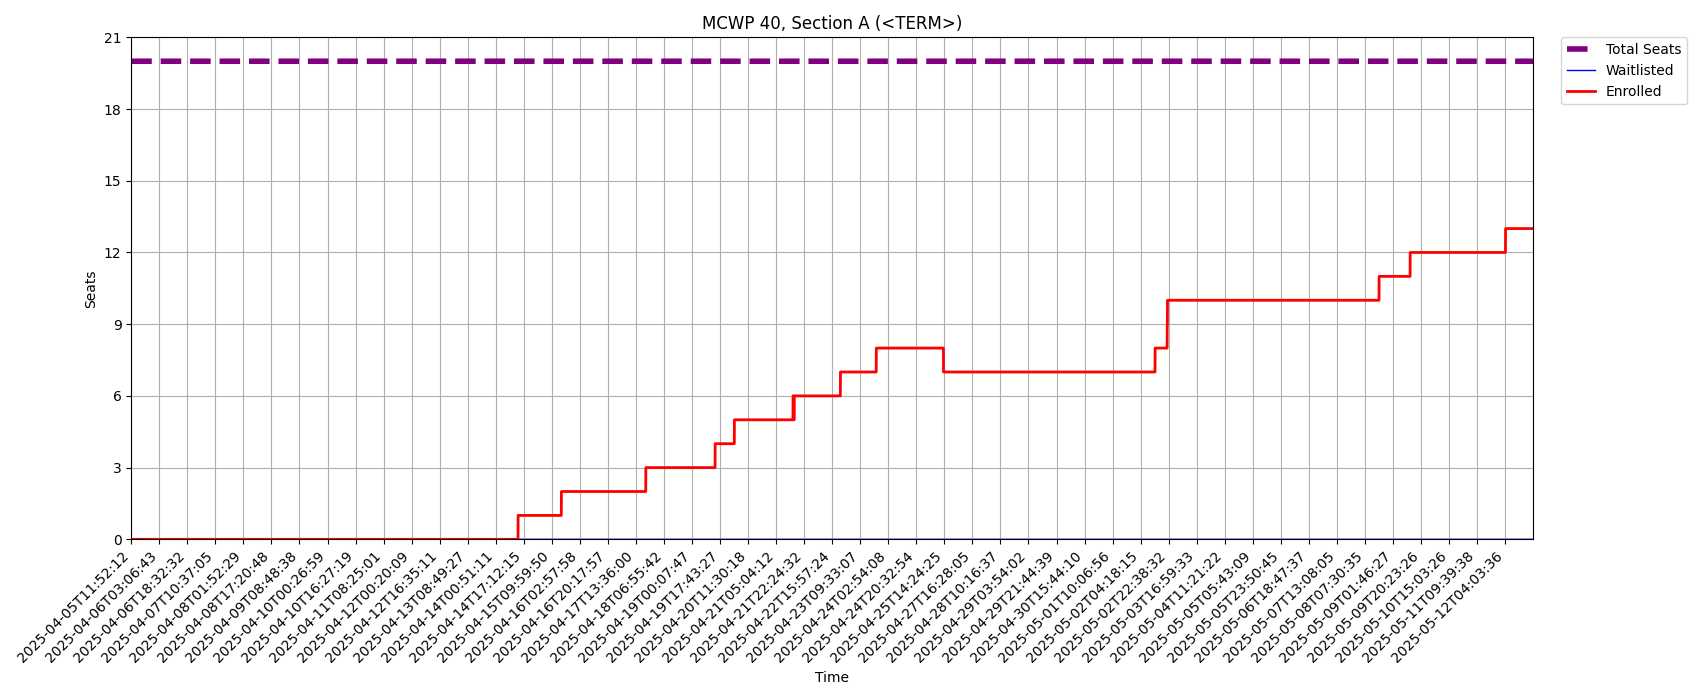 MCWP 40, Section A (<TERM>)
Total Seats
Waitlisted
Enrolled
Seats
21
18
15
12
9
6
3
0
2025-04-05T11:52:12
2025-04-06T03:06:43
2025-04-06T18:32:32
2025-04-07T10:37:05
2025-04-08T01:52:29
2025-04-08T17:20:48
2025-04-09T08:48:38
2025-04-10T00:26:59
2025-04-10T16:27:19
2025-04-11T08:25:01
2025-04-12T00:20:09
2025-04-12T16:35:11
2025-04-13T08:49:27
2025-04-14T00:51:11
2025-04-14T17:12:15
2025-04-15T09:59:50
2025-04-16T02:57:58
2025-04-16T20:17:57
2025-04-17T13:36:00
2025-04-18T06:55:42
2025-04-19T00:07:47
2025-04-19T17:43:27
2025-04-20T11:30:18
2025-04-21T05:04:12
2025-04-21T22:24:32
2025-04-22T15:57:24
2025-04-23T09:33:07
2025-04-24T02:54:08
2025-04-24T20:32:54
2025-04-25T14:24:25
2025-04-27T16:28:05
2025-04-28T10:16:37
2025-04-29T03:54:02
2025-04-29T21:44:39
2025-04-30T15:44:10
2025-05-01T10:06:56
2025-05-02T04:18:15
2025-05-02T22:38:32
2025-05-03T16:59:33
2025-05-04T11:21:22
2025-05-05T05:43:09
2025-05-05T23:50:45
2025-05-06T18:47:37
2025-05-07T13:08:05
2025-05-08T07:30:35
2025-05-09T01:46:27
2025-05-09T20:23:26
2025-05-10T15:03:26
2025-05-11T09:39:38
2025-05-12T04:03:36
Time